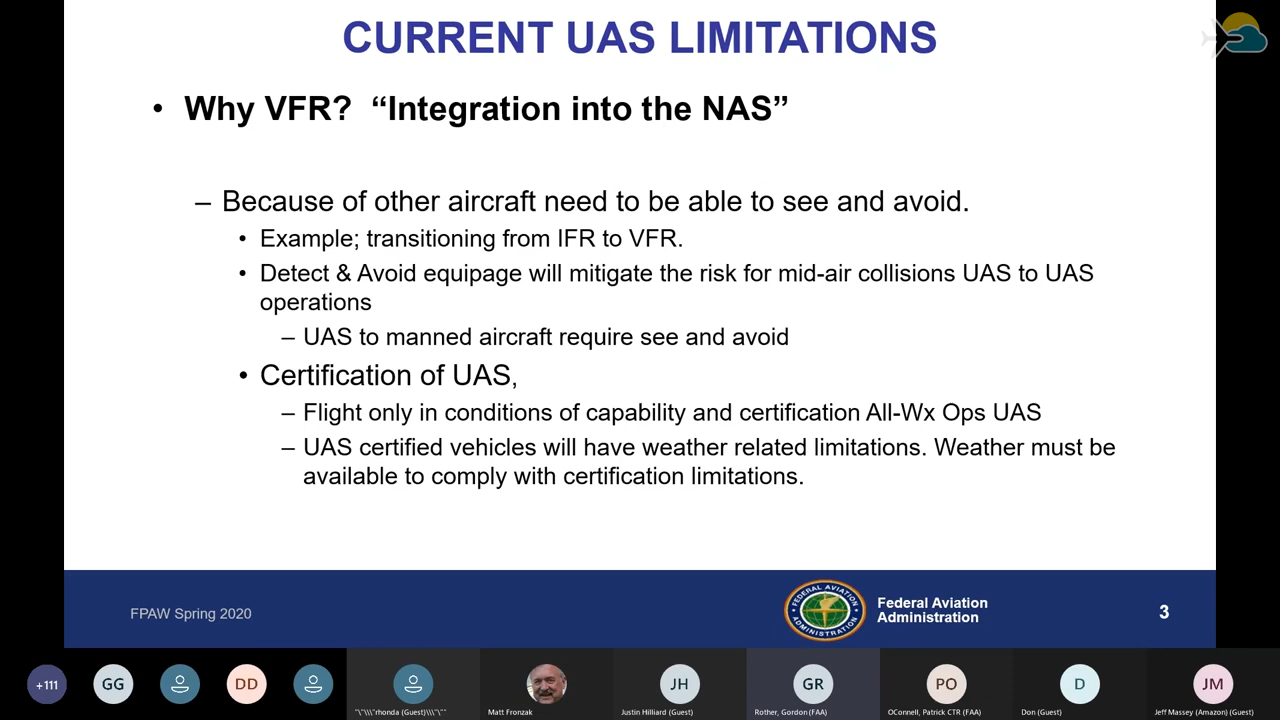 CURRENT UAS LIMITATIONS
• Why VFR? “Integration into the NAS”
– Because of other aircraft need to be able to see and avoid.
• Example; transitioning from IFR to VFR.
• Detect & Avoid equipage will mitigate the risk for mid-air collisions UAS to UAS
operations
– UAS to manned aircraft require see and avoid
• Certification of UAS,
– Flight only in conditions of capability and certification All-Wx Ops UAS
– UAS certified vehicles will have weather related limitations. Weather must be
available to comply with certification limitations.
FPAW Spring 2020
FEDERAL AVIATION
ADMINISTRATION
Federal Aviation
Administration
3
+111
GG
DD
JH
GR
PO
D
JM
"\"\\\"rhonda (Guest)\\\"\""
Matt Fronzak
Justin Hilliard (Guest)
Rother, Gordon (FAA)
OConnell, Patrick CTR (FAA)
Don (Guest)
Jeff Massey (Amazon) (Guest)